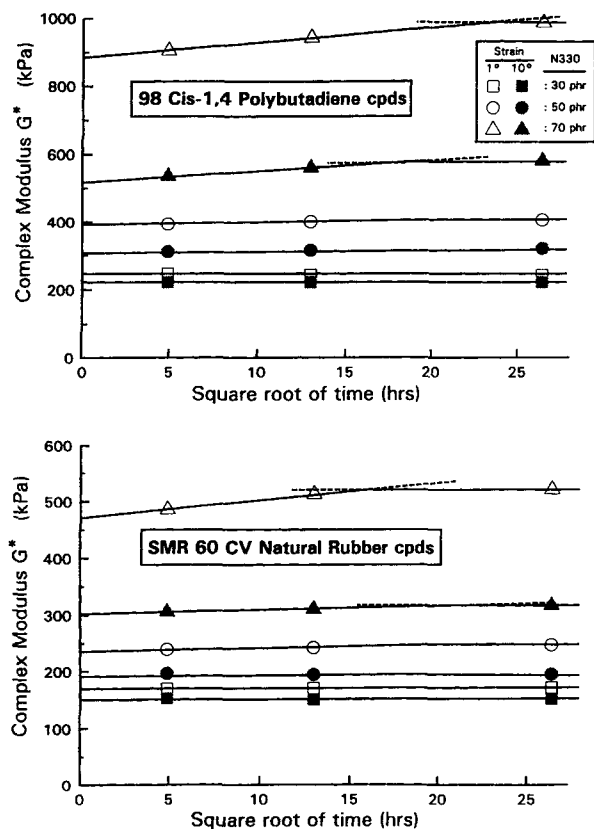 1000
800
600
400
200
0
Complex Modulus G* (kPa)
98 Cis-1,4 Polybutadiene cpds
Strain
1° 10° N330
: 30 phr
: 50 phr
: 70 phr
0 5 10 15 20 25
Square root of time (hrs)
600
500
400
300
200
100
0
Complex Modulus G* (kPa)
SMR 60 CV Natural Rubber cpds
0 5 10 15 20 25
Square root of time (hrs)